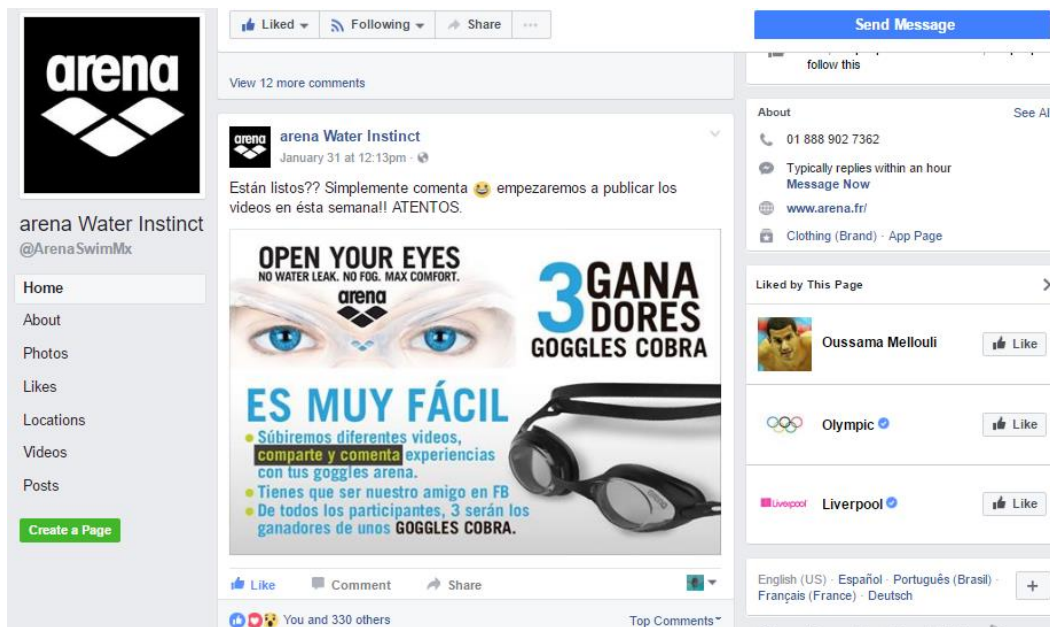 arena
arena Water Instinct
@ArenaSwimMx
Home
About
Photos
Likes
Locations
Videos
Posts
Create a Page
Liked
Following
Share
View 12 more comments
arena
arena Water Instinct
January 31 at 12:13pm ·
Están listos?? Simplemente comenta 😆 empezaremos a publicar los
videos en ésta semana!! ATENTOS.
OPEN YOUR EYES
NO WATER LEAK. NO FOG. MAX COMFORT.
arena
3 GANA
DORES
GOGGLES COBRA
ES MUY FÁCIL
• Súbiremos diferentes videos,
comparte y comenta experiencias
con tus goggles arena.
• Tienes que ser nuestro amigo en FB
• De todos los participantes, 3 serán los
ganadores de unos GOGGLES COBRA.
Like Comment Share
You and 330 others
Top Comments
Send Message
follow this
About
See Al
01 888 902 7362
Typically replies within an hour
Message Now
www.arena.fr/
Clothing (Brand) · App Page
Liked by This Page
Oussama Mellouli
Like
Olympic
Like
Liverpool
Liverpool
Like
English (US) · Español · Português (Brasil) ·
Français (France) · Deutsch
+